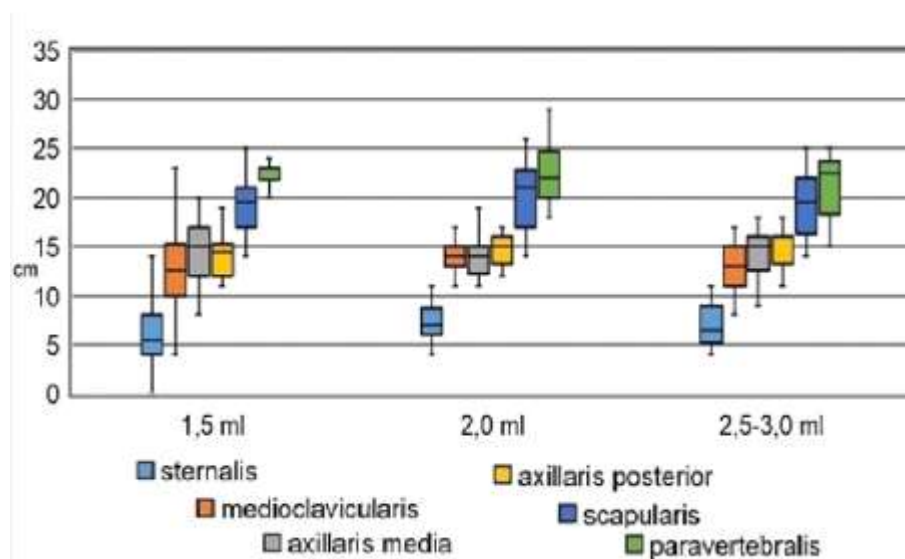 35
30
25
20
15
cm
10
5
0
1,5 ml 2,0 ml 2,5-3,0 ml
sternalis axillaris posterior
medioclavicularis scapularis
axillaris media paravertebralis